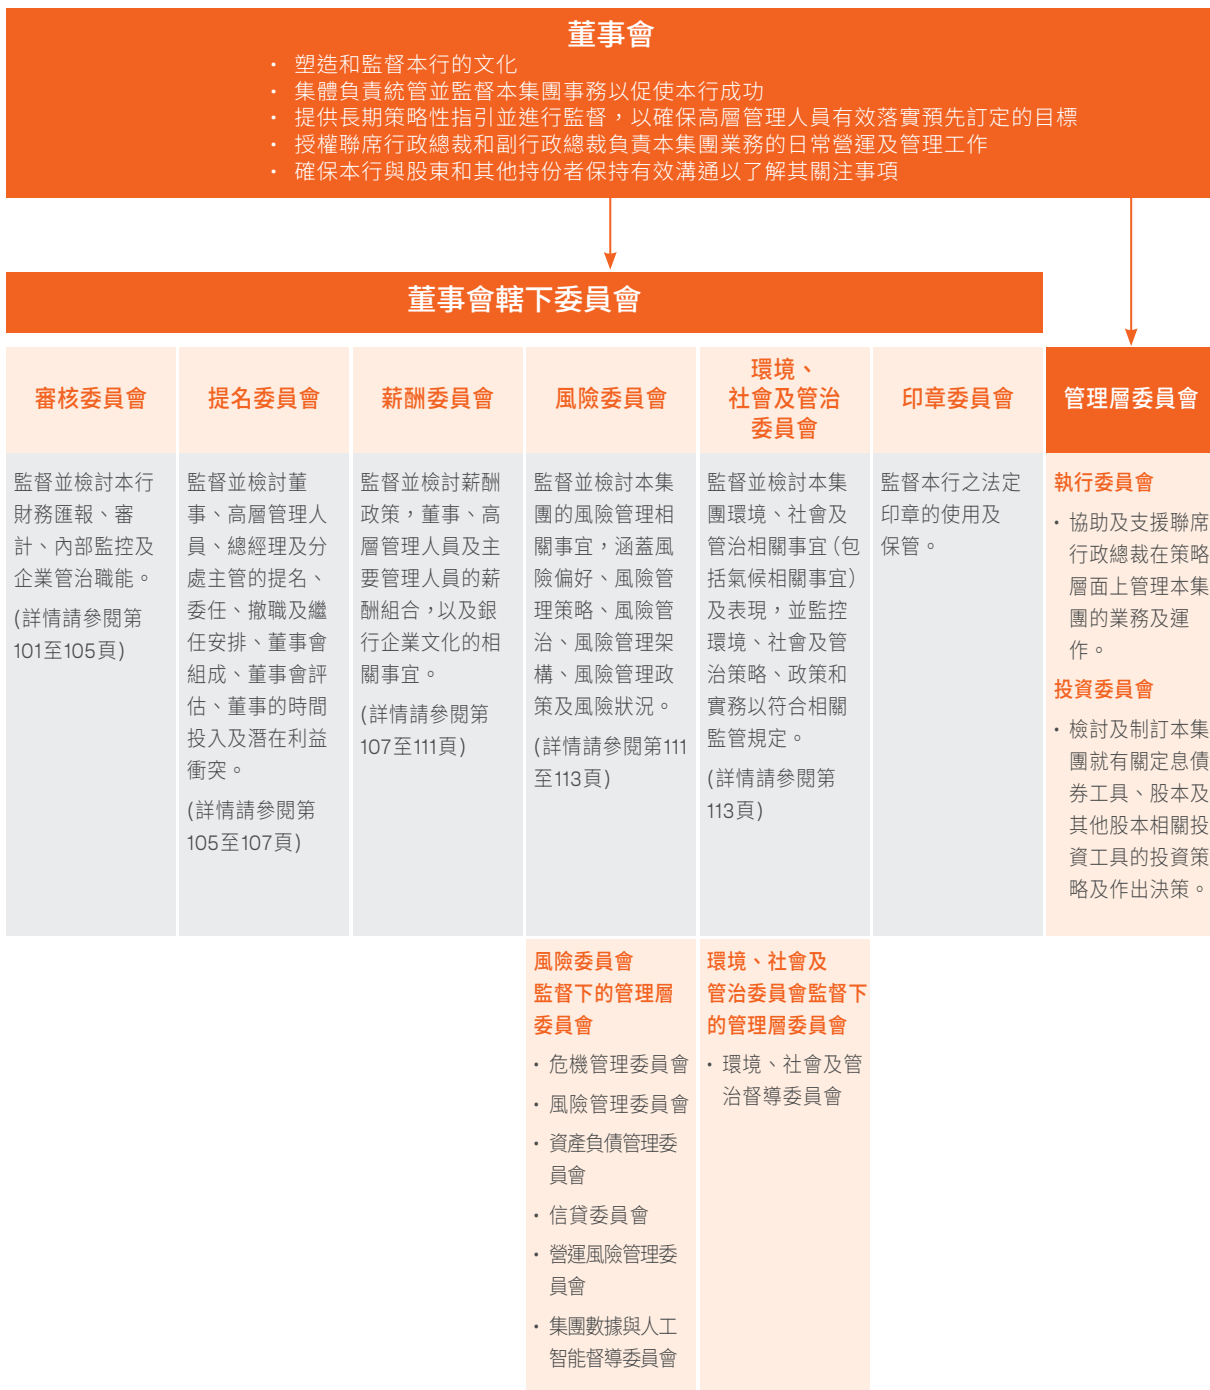 董事會
• 塑造和監督本行的文化
• 集體負責統管並監督本集團事務以促使本行成功
• 提供長期策略性指引並進行監督，以確保高層管理人員有效落實預先訂定的目標
• 授權聯席行政總裁和副行政總裁負責本集團業務的日常營運及管理工作
• 確保本行與股東和其他持份者保持有效溝通以了解其關注事項
董事會轄下委員會
審核委員會
監督並檢討本行
財務匯報、審
計、內部監控及
企業管治職能。
(詳情請參閱第
101至105頁)
提名委員會
監督並檢討董
事、高層管理人
員、總經理及分
處主管的提名、
委任、撤職及繼
任安排、董事會
組成、董事會評
估、董事的時間
投入及潛在利益
衝突。
(詳情請參閱第
105至107頁)
薪酬委員會
監督並檢討薪酬
政策，董事、高
層管理人員及主
要管理人員的薪
酬組合，以及銀
行企業文化的相
關事宜。
(詳情請參閱第
107至111頁)
風險委員會
監督並檢討本集
團的風險管理相
關事宜，涵蓋風
險偏好、風險管
理策略、風險管
治、風險管理架
構、風險管理政
策及風險狀況。
(詳情請參閱第111
至113頁)
風險委員會
監督下的管理層
委員會
• 危機管理委員會
• 風險管理委員會
• 資產負債管理委
員會
• 信貸委員會
• 營運風險管理委
員會
• 集團數據與人工
智能督導委員會
環境、
社會及管治
委員會
監督並檢討本集
團環境、社會及
管治相關事宜(包
括氣候相關事宜)
及表現，並監控
環境、社會及管
治策略、政策和
實務以符合相關
監管規定。
(詳情請參閱第
113頁)
環境、社會及
管治委員會監督下
的管理層委員會
• 環境、社會及管
治督導委員會
印章委員會
監督本行之法定
印章的使用及
保管。
管理層委員會
執行委員會
• 協助及支援聯席
行政總裁在策略
層面上管理本集
團的業務及運
作。
投資委員會
• 檢討及制訂本集
團就有關定息債
券工具、股本及
其他股本相關投
資工具的投資策
略及作出決策。